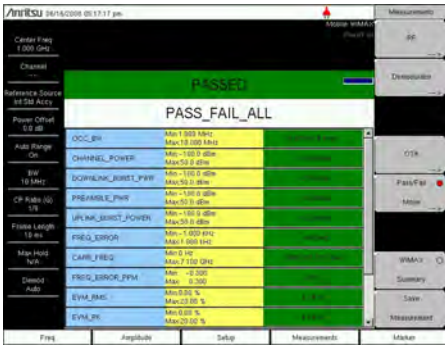 Anritsu 06/16/2008 05:17:17 pm
Mobile WiMAX
Measurements
Center Freq
1.000 GHz
RF
Channel
--
Demodulator
PASSED
Reference Source
Int Std Accy
PASS_FAIL_ALL
Power Offset
0.0 dB
Auto Range
On
BW
10 MHz
CP Ratio (G)
1/8
Frame Length
10 ms
Max Hold
N/A
Demod
Auto
OCC_BW
Min:1.000 MHz
Max:10.000 MHz
CHANNEL_POWER
Min:-100.0 dBm
Max:50.0 dBm
DOWNLINK_BURST_PWR
Min:-100.0 dBm
Max:50.0 dBm
PREAMBLE_PWR
Min:-100.0 dBm
Max:50.0 dBm
UPLINK_BURST_POWER
Min:-100.0 dBm
Max:50.0 dBm
FREQ_ERROR
Min:-1.000 kHz
Max:1.000 kHz
CARR_FREQ
Min:0 Hz
Max:7.100 GHz
FREQ_ERROR_PPM
Min: -0.300
Max: 0.300
EVM_RMS
Min:0.00 %
Max:20.00 %
EVM_PK
Min:0.00 %
Max:20.00 %
OTA
Pass/Fail
Mode
WiMAX
Summary
Save
Measurement
Freq
Amplitude
Setup
Measurements
Marker